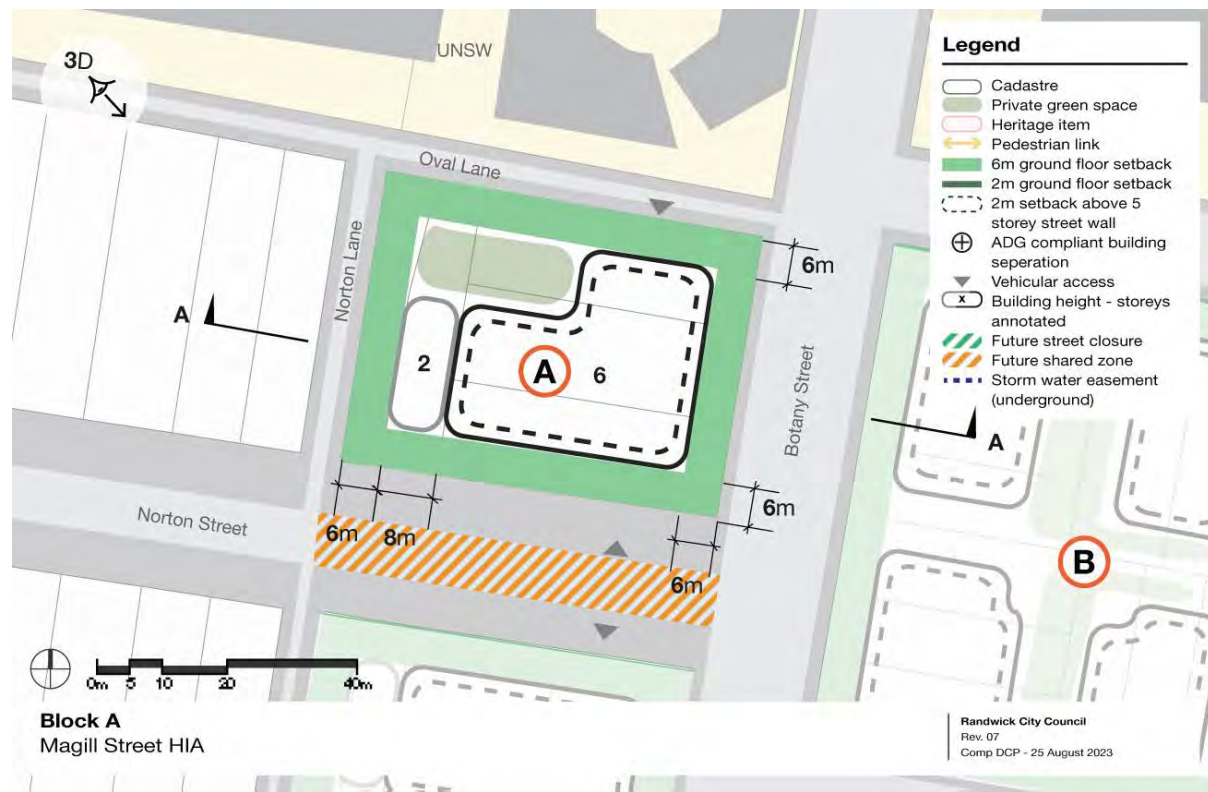 3D
UNSW
Oval Lane
Norton Lane
A
2
A
6
6m
Botany Street
A
6m
6m
8m
6m
Norton Street
B
Legend
Cadastre
Private green space
Heritage item
Pedestrian link
6m ground floor setback
2m ground floor setback
2m setback above 5
storey street wall
ADG compliant building
seperation
Vehicular access
x
Building height - storeys
annotated
Future street closure
Future shared zone
Storm water easement
(underground)
0m 5 10 20 40m
Block A
Magill Street HIA
Randwick City Council
Rev. 07
Comp DCP - 25 August 2023